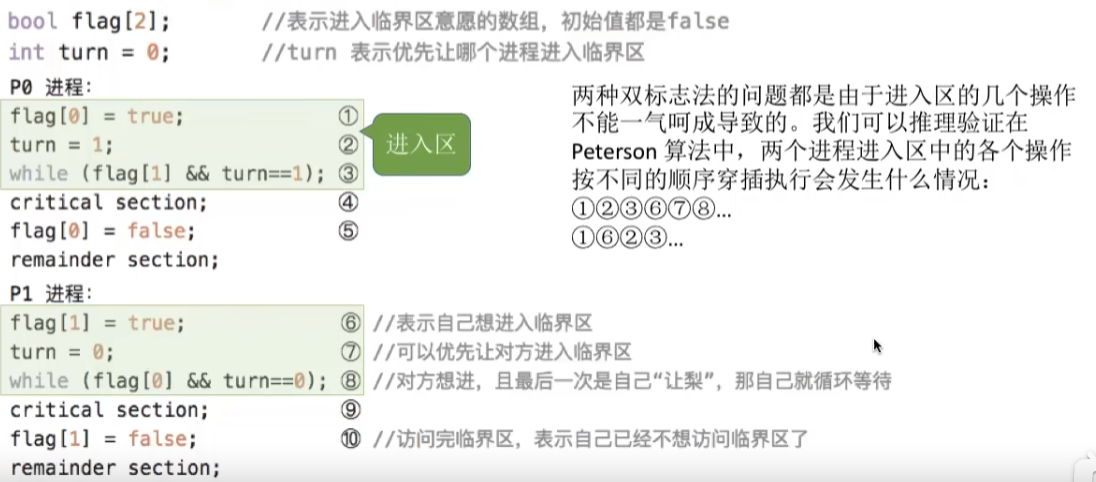 bool flag[2]; //表示进入临界区意愿的数组，初始值都是false
int turn = 0; //turn 表示优先让哪个进程进入临界区
P0 进程：
flag[0] = true; ①
turn = 1; ②
while (flag[1] && turn==1); ③
critical section; ④
flag[0] = false; ⑤
remainder section;
进入区
两种双标志法的问题都是由于进入区的几个操作
不能一气呵成导致的。我们可以推理验证在
Peterson 算法中，两个进程进入区中的各个操作
按不同的顺序穿插执行会发生什么情况：
①②③⑥⑦⑧...
①⑥②③...
P1 进程：
flag[1] = true; ⑥ //表示自己想进入临界区
turn = 0; ⑦ //可以优先让对方进入临界区
while (flag[0] && turn==0); ⑧ //对方想进，且最后一次是自己“让梨”，那自己就循环等待
critical section; ⑨
flag[1] = false; ⑩ //访问完临界区，表示自己已经不想访问临界区了
remainder section;